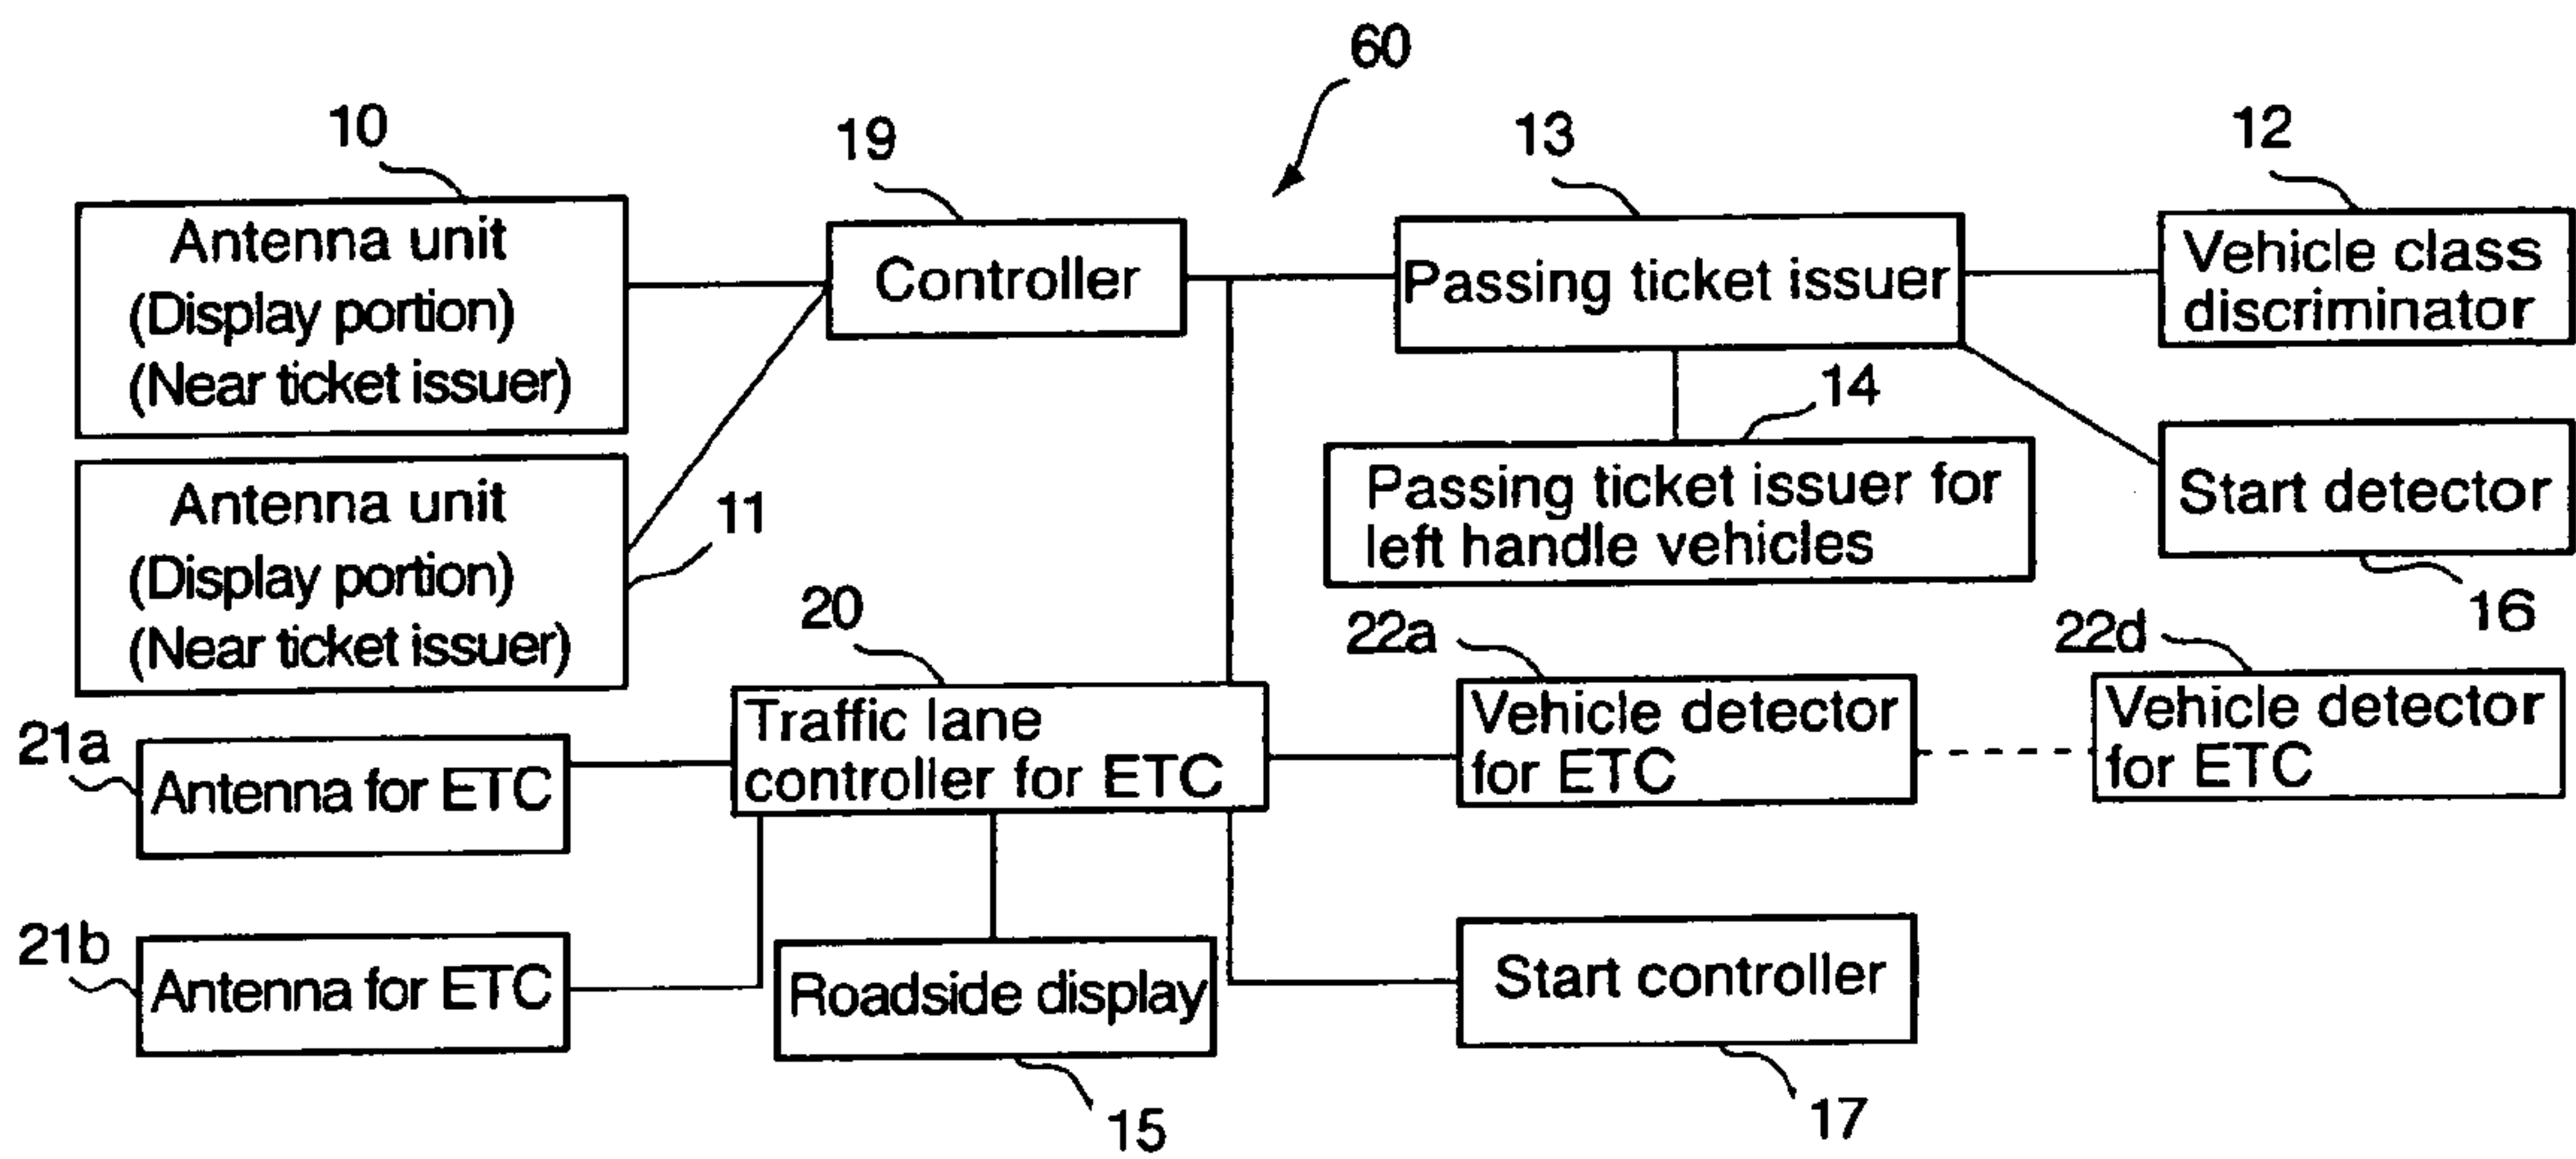 60
10
19
13
12
Antenna unit
(Display portion)
(Near ticket issuer)
Controller
Passing ticket issuer
Vehicle class
discriminator
14
Antenna unit
(Display portion)
(Near ticket issuer)
11
Passing ticket issuer for
left handle vehicles
Start detector
16
20
22a
22d
21a
Antenna for ETC
Traffic lane
controller for ETC
Vehicle detector
for ETC
Vehicle detector
for ETC
21b
Antenna for ETC
Roadside display
Start controller
15
17